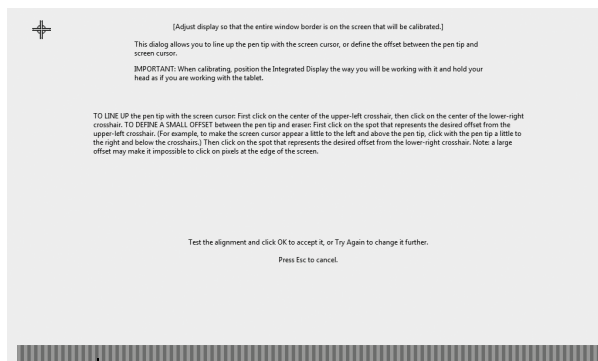 [Adjust display so that the entire window border is on the screen that will be calibrated.]
This dialog allows you to line up the pen tip with the screen cursor, or define the offset between the pen tip and
screen cursor.
IMPORTANT: When calibrating, position the Integrated Display the way you will be working with it and hold your
head as if you are working with the tablet.
TO LINE UP the pen tip with the screen cursor: First click on the center of the upper-left crosshair, then click on the center of the lower-right
crosshair. TO DEFINE A SMALL OFFSET between the pen tip and eraser: First click on the spot that represents the desired offset from the
upper-left crosshair. (For example, to make the screen cursor appear a little to the left and above the pen tip, click with the pen tip a little to
the right and below the crosshairs.) Then click on the spot that represents the desired offset from the lower-right crosshair. Note: a large
offset may make it impossible to click on pixels at the edge of the screen.
Test the alignment and click OK to accept it, or Try Again to change it further.
Press Esc to cancel.